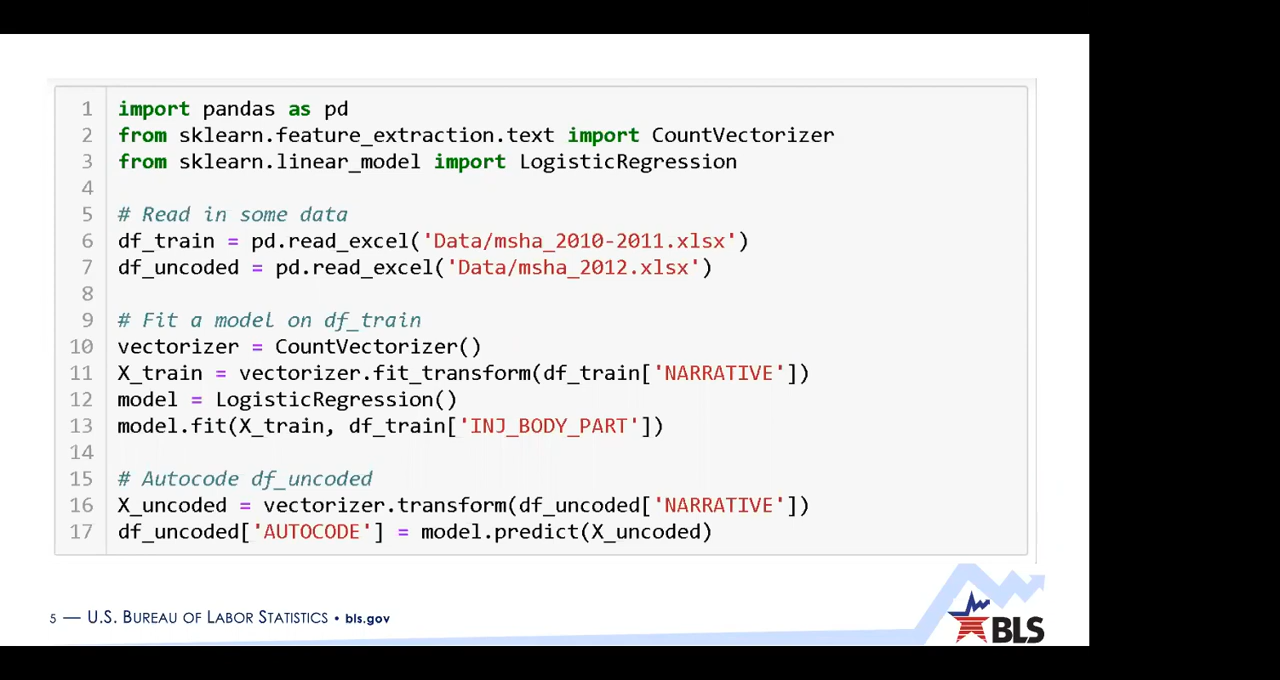 1 import pandas as pd
2 from sklearn.feature_extraction.text import CountVectorizer
3 from sklearn.linear_model import LogisticRegression
4
5 # Read in some data
6 df_train = pd.read_excel('Data/msha_2010-2011.xlsx')
7 df_uncoded = pd.read_excel('Data/msha_2012.xlsx')
8
9 # Fit a model on df_train
10 vectorizer = CountVectorizer()
11 X_train = vectorizer.fit_transform(df_train['NARRATIVE'])
12 model = LogisticRegression()
13 model.fit(X_train, df_train['INJ_BODY_PART'])
14
15 # Autocode df_uncoded
16 X_uncoded = vectorizer.transform(df_uncoded['NARRATIVE'])
17 df_uncoded['AUTOCODE'] = model.predict(X_uncoded)
5 — U.S. BUREAU OF LABOR STATISTICS • bls.gov
BLS